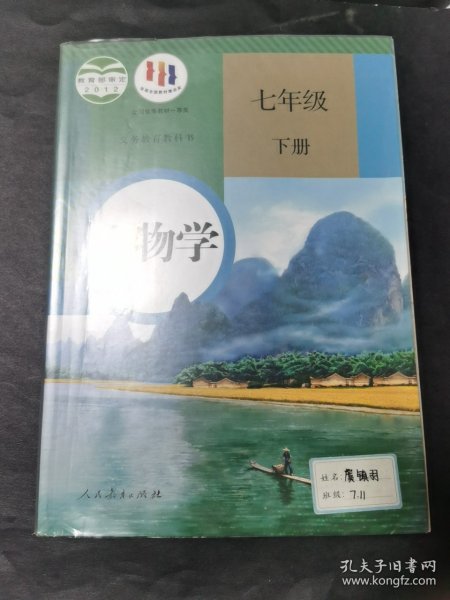 教育部审定
2012
义务教育教科书
七年级
下册
物学
人民教育出版社
姓名:
班级: 7.11
孔夫子旧书网
www.kongfz.com